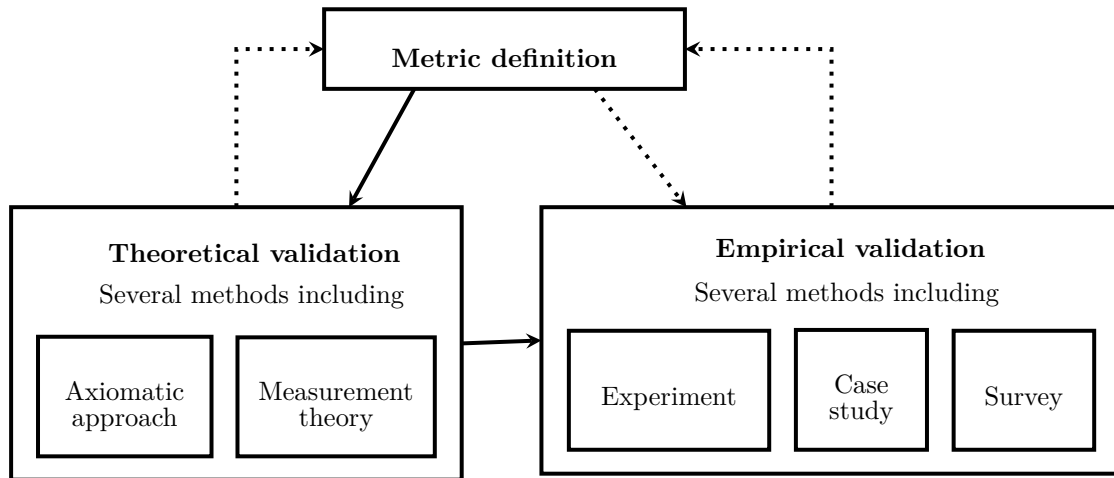 Metric definition
Theoretical validation
Several methods including
Axiomatic
approach
Measurement
theory
Empirical validation
Several methods including
Experiment
Case
study
Survey